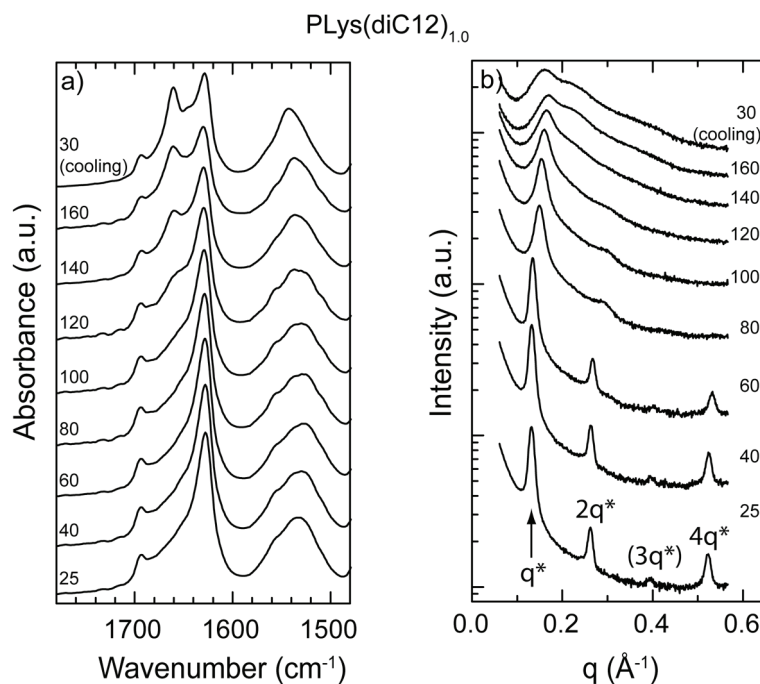 PLys(diC12)1.0
a)
30
(cooling)
160
140
120
100
80
60
40
25
Absorbance (a.u.)
1700
1600
1500
Wavenumber (cm-1)
b)
30
(cooling)
160
140
120
100
80
60
40
25
2q*
(3q*)
4q*
q*
Intensity (a.u.)
0.0
0.2
0.4
0.6
q (Å-1)